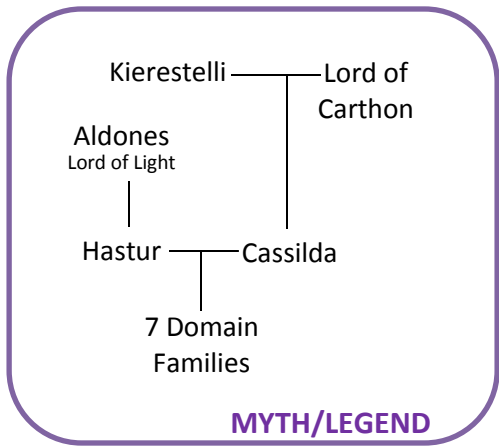 Kierestelli
Lord of
Carthon
Aldones
Lord of Light
Hastur
Cassilda
7 Domain
Families
MYTH/LEGEND